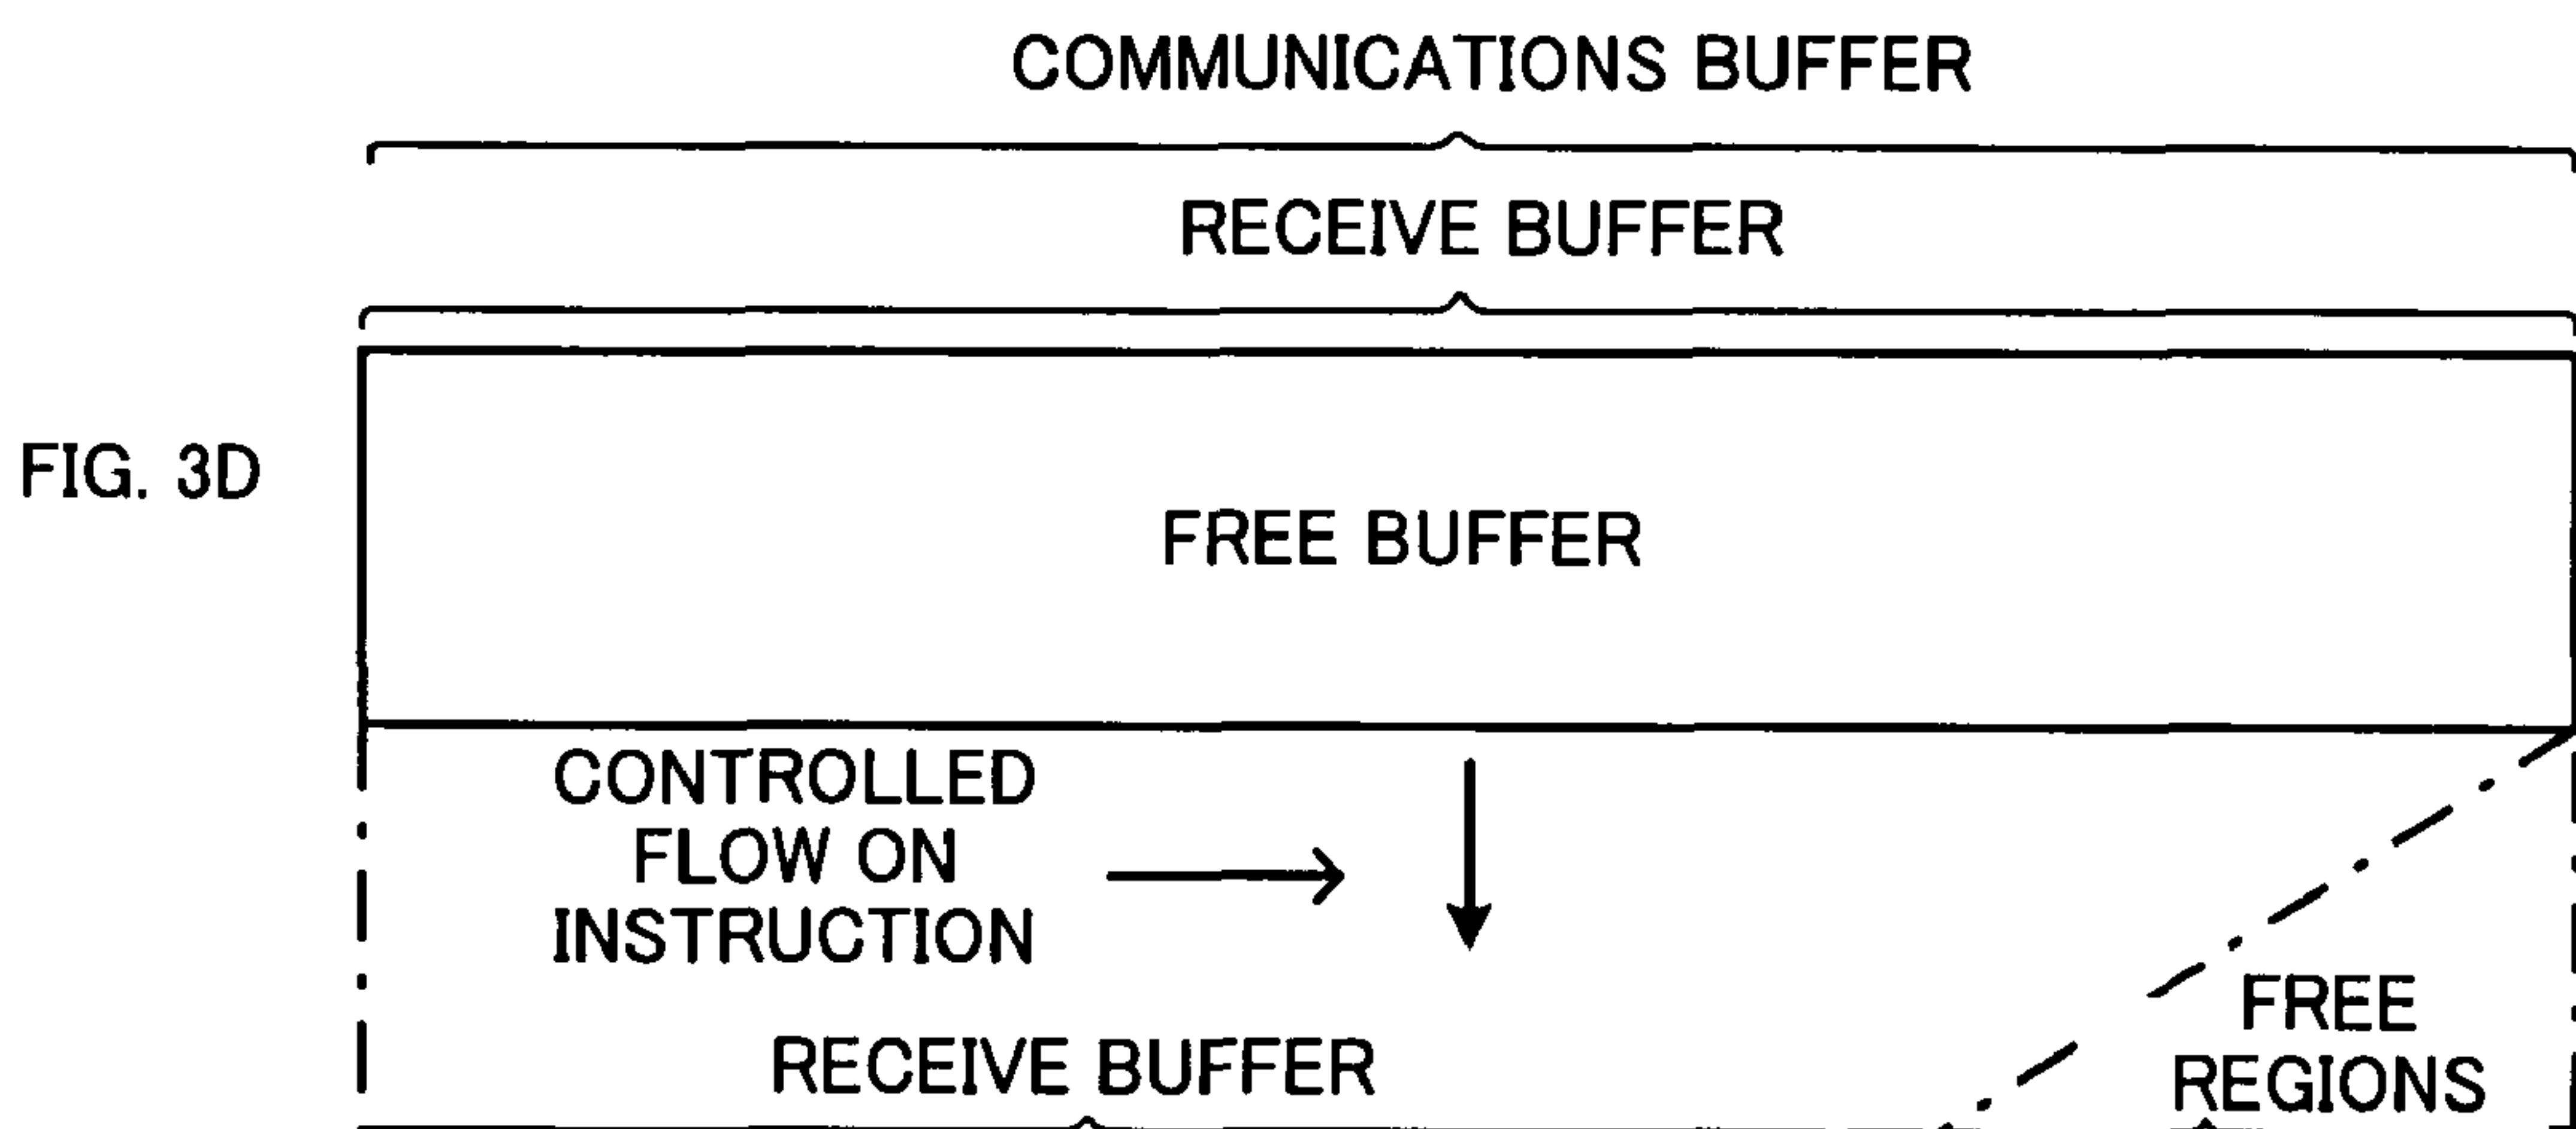 COMMUNICATIONS BUFFER
RECEIVE BUFFER
FIG. 3D
FREE BUFFER
CONTROLLED
FLOW ON
INSTRUCTION
RECEIVE BUFFER
FREE
REGIONS